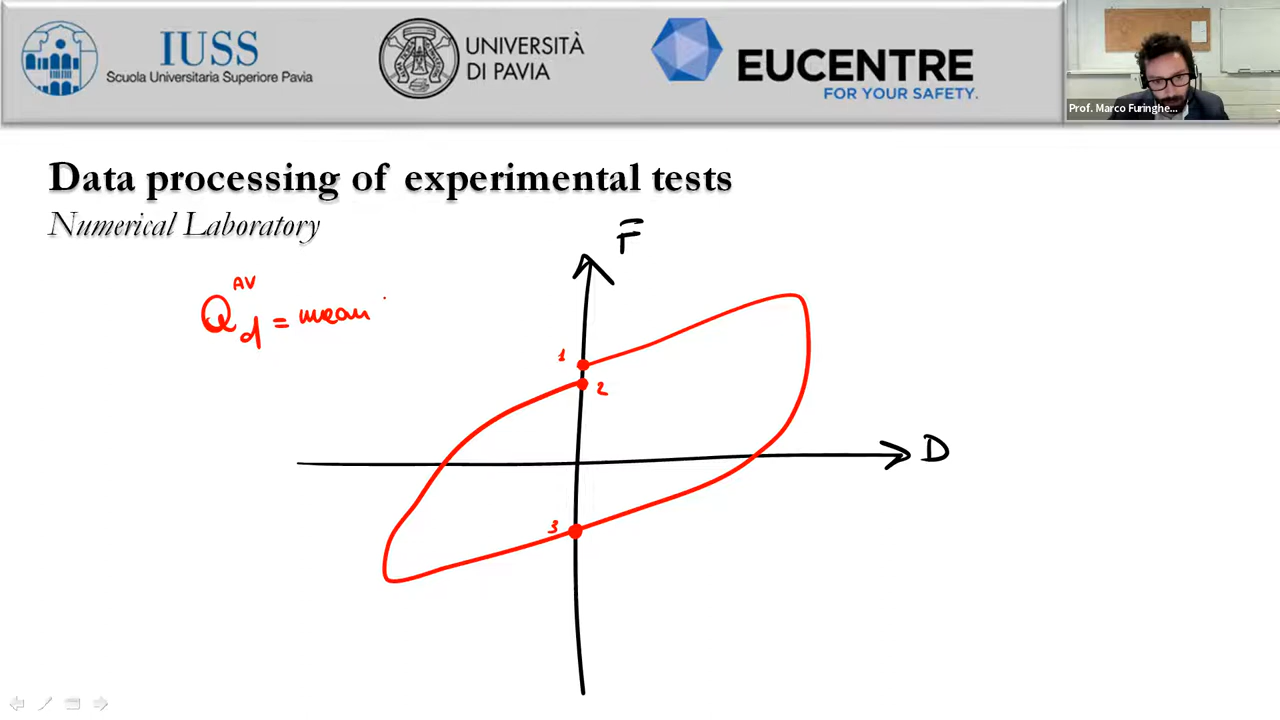 IUSS
Scuola Universitaria Superiore Pavia
UNIVERSITÀ
DI PAVIA
EUCENTRE
FOR YOUR SAFETY.
Prof. Marco Furinghe...
Data processing of experimental tests
Numerical Laboratory
F
Q_d^AV = mean
1
2
D
3